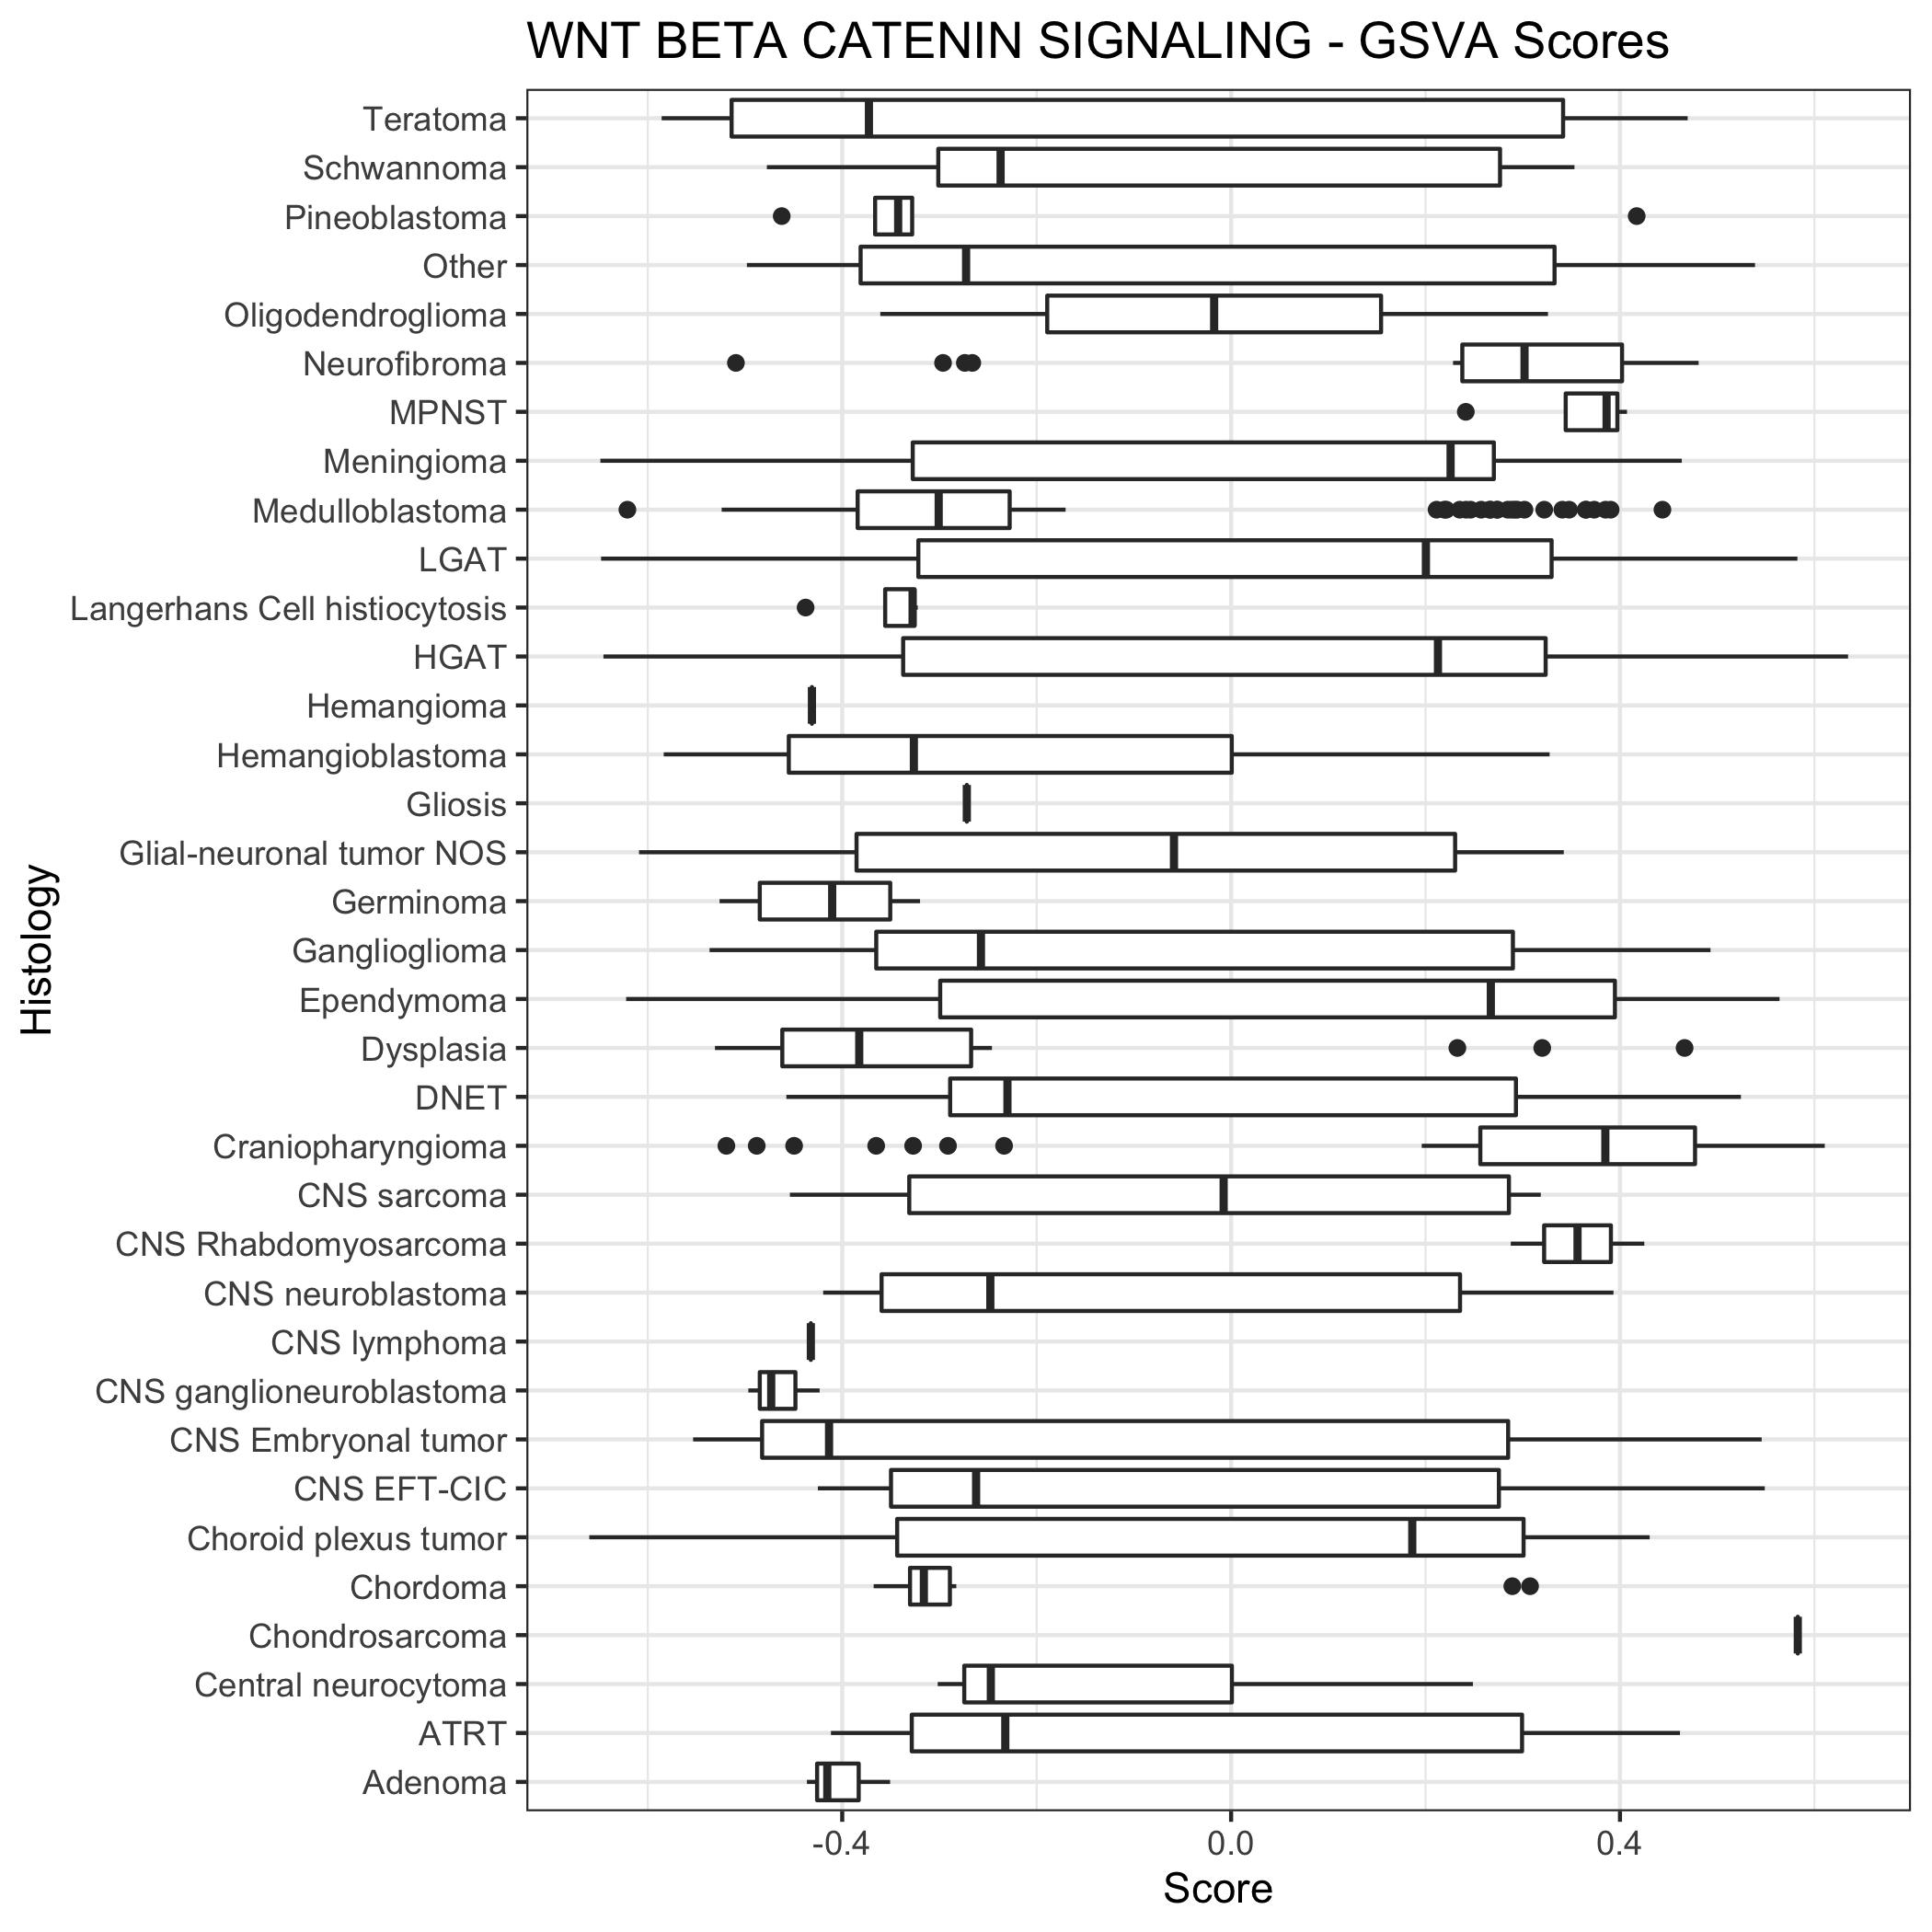 WNT BETA CATENIN SIGNALING - GSVA Scores
Teratoma
Schwannoma
Pineoblastoma
Other
Oligodendroglioma
Neurofibroma
MPNST
Meningioma
Medulloblastoma
LGAT
Langerhans Cell histiocytosis
HGAT
Hemangioma
Hemangioblastoma
Gliosis
Glial-neuronal tumor NOS
Germinoma
Ganglioglioma
Ependymoma
Dysplasia
DNET
Craniopharyngioma
CNS sarcoma
CNS Rhabdomyosarcoma
CNS neuroblastoma
CNS lymphoma
CNS ganglioneuroblastoma
CNS Embryonal tumor
CNS EFT-CIC
Choroid plexus tumor
Chordoma
Chondrosarcoma
Central neurocytoma
ATRT
Adenoma
Histology
-0.4
0.0
0.4
Score